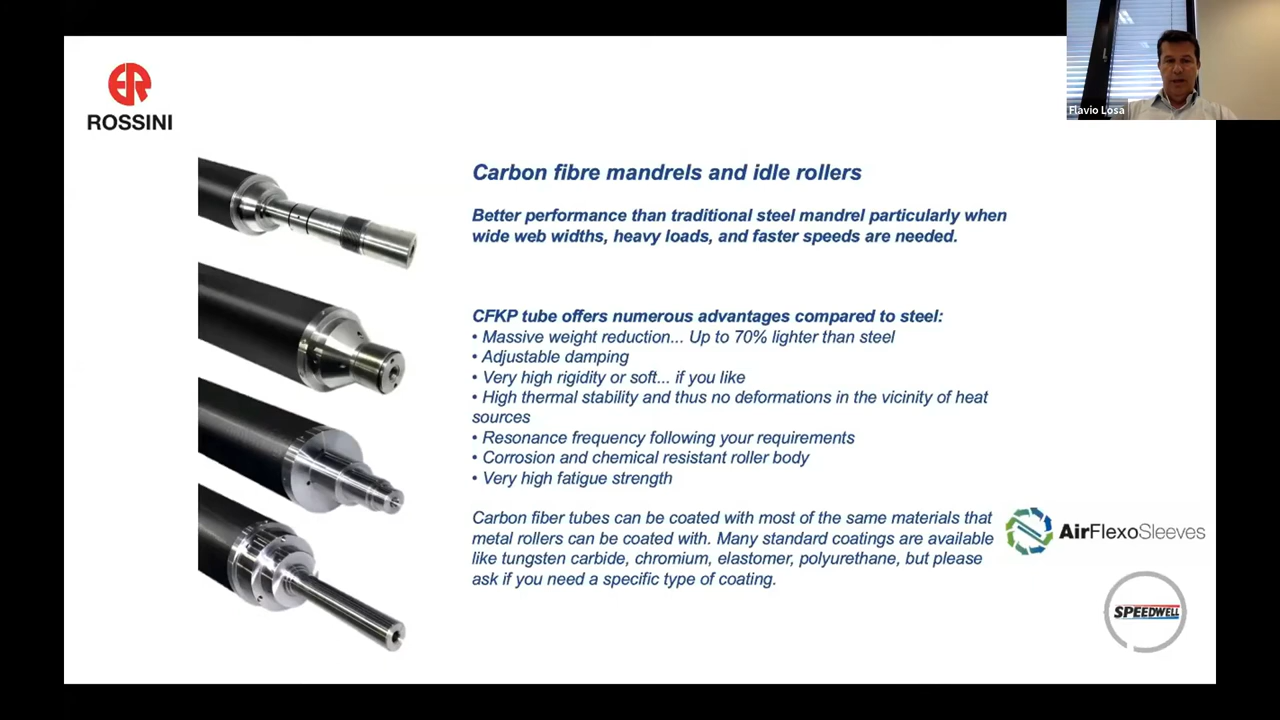 Flavio Losa
ROSSINI
Carbon fibre mandrels and idle rollers
Better performance than traditional steel mandrel particularly when
wide web widths, heavy loads, and faster speeds are needed.
CFKP tube offers numerous advantages compared to steel:
• Massive weight reduction... Up to 70% lighter than steel
• Adjustable damping
• Very high rigidity or soft... if you like
• High thermal stability and thus no deformations in the vicinity of heat
sources
• Resonance frequency following your requirements
• Corrosion and chemical resistant roller body
• Very high fatigue strength
Carbon fiber tubes can be coated with most of the same materials that
metal rollers can be coated with. Many standard coatings are available
like tungsten carbide, chromium, elastomer, polyurethane, but please
ask if you need a specific type of coating.
AirFlexoSleeves
SPEEDWELL